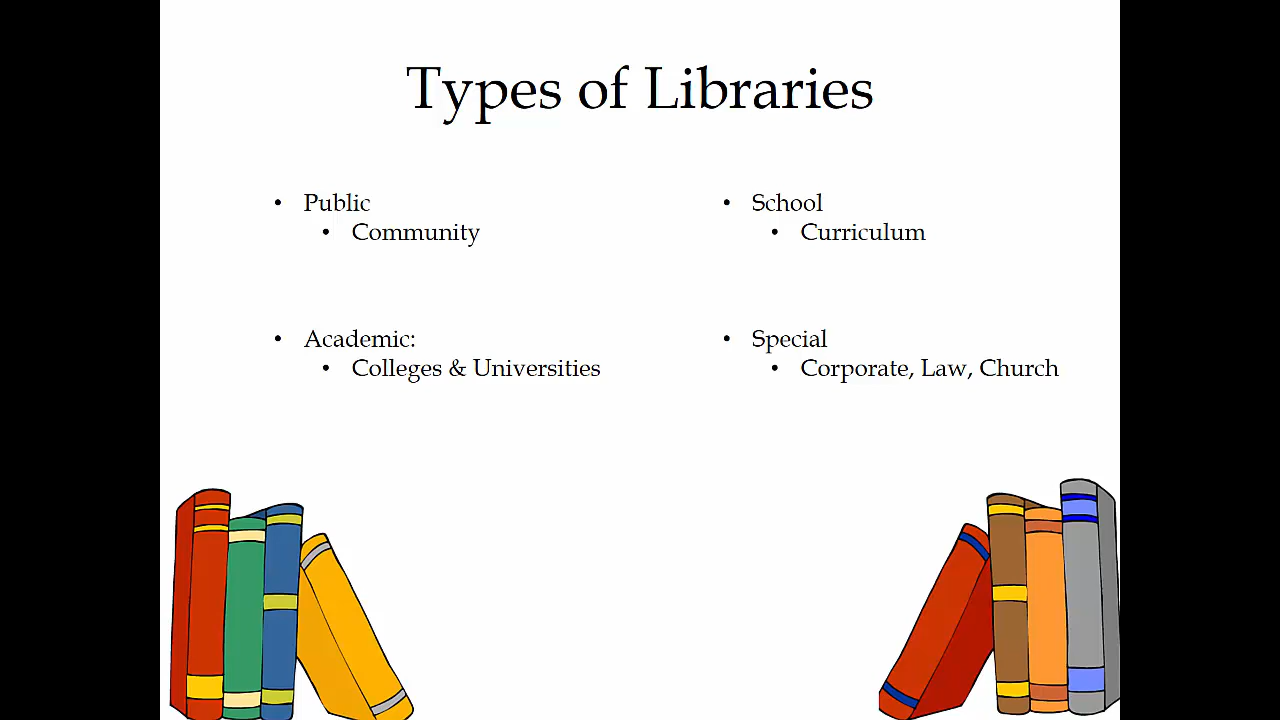 Types of Libraries
• Public
• Community
• Academic:
• Colleges & Universities
• School
• Curriculum
• Special
• Corporate, Law, Church